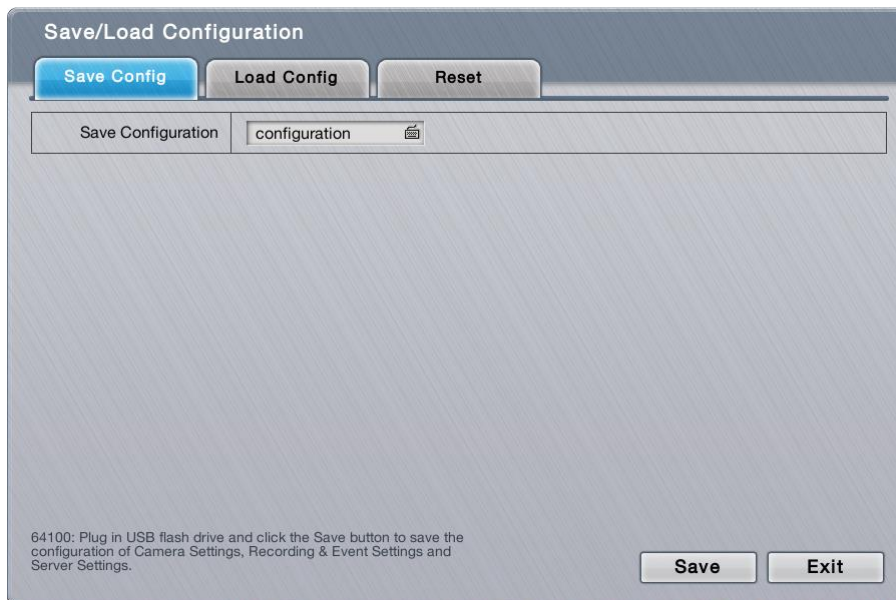 Save/Load Configuration
Save Config
Load Config
Reset
Save Configuration
configuration
64100: Plug in USB flash drive and click the Save button to save the
configuration of Camera Settings, Recording & Event Settings and
Server Settings.
Save
Exit